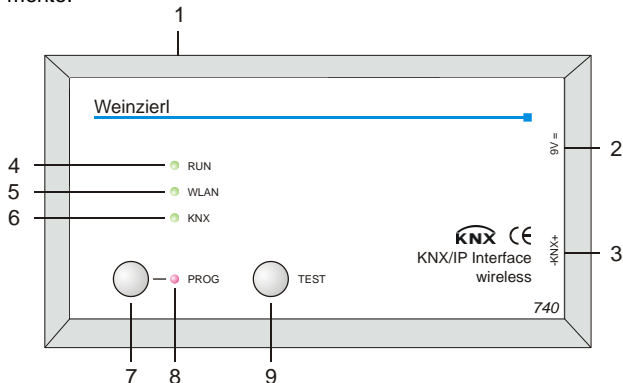 1
Weinzierl
9V =
2
4
RUN
5
WLAN
6
KNX
KNX CE
-KNX+
3
KNX/IP Interface
wireless
PROG
TEST
740
7
8
9